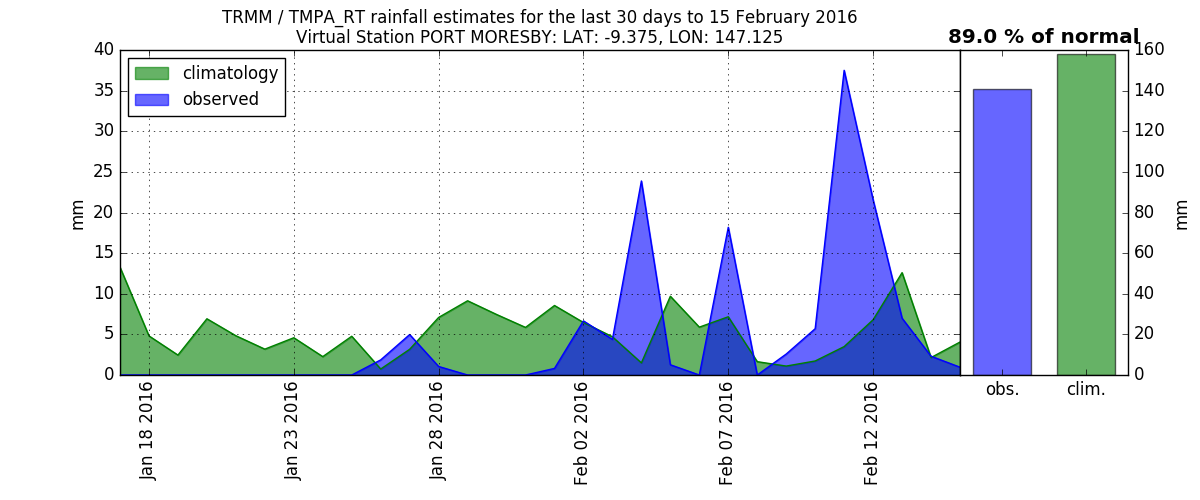 TRMM / TMPA_RT rainfall estimates for the last 30 days to 15 February 2016
Virtual Station PORT MORESBY: LAT: -9.375, LON: 147.125
89.0 % of normal
climatology
observed
40
35
30
25
20
15
10
5
0
mm
Jan 18 2016
Jan 23 2016
Jan 28 2016
Feb 02 2016
Feb 07 2016
Feb 12 2016
obs.
clim.
160
140
120
100
80
60
40
20
0
mm